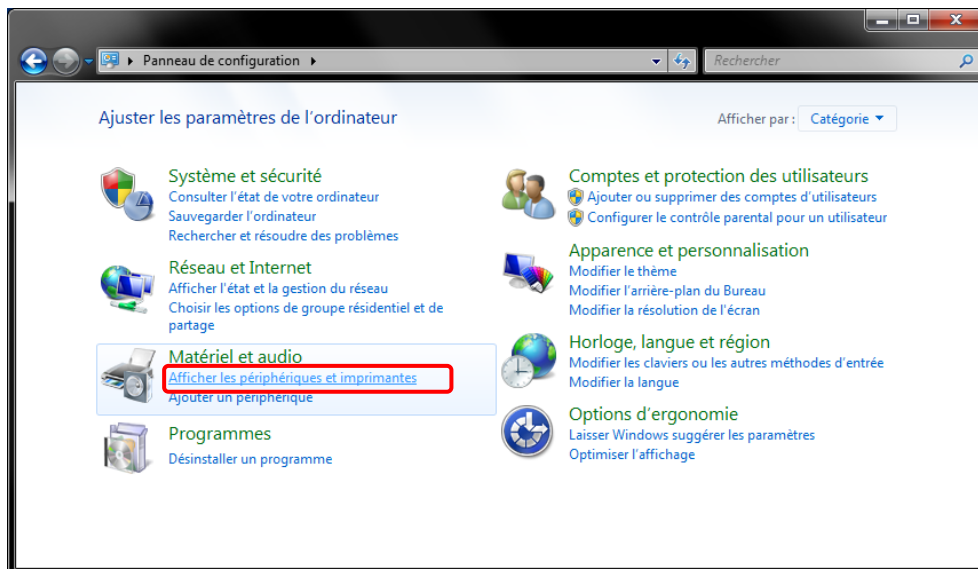 Panneau de configuration
Rechercher
Ajuster les paramètres de l'ordinateur
Afficher par : Catégorie
Système et sécurité
Consulter l'état de votre ordinateur
Sauvegarder l'ordinateur
Rechercher et résoudre des problèmes
Réseau et Internet
Afficher l'état et la gestion du réseau
Choisir les options de groupe résidentiel et de
partage
Matériel et audio
Afficher les périphériques et imprimantes
Ajouter un périphérique
Programmes
Désinstaller un programme
Comptes et protection des utilisateurs
Ajouter ou supprimer des comptes d'utilisateurs
Configurer le contrôle parental pour un utilisateur
Apparence et personnalisation
Modifier le thème
Modifier l'arrière-plan du Bureau
Modifier la résolution de l'écran
Horloge, langue et région
Modifier les claviers ou les autres méthodes d'entrée
Modifier la langue
Options d'ergonomie
Laisser Windows suggérer les paramètres
Optimiser l'affichage